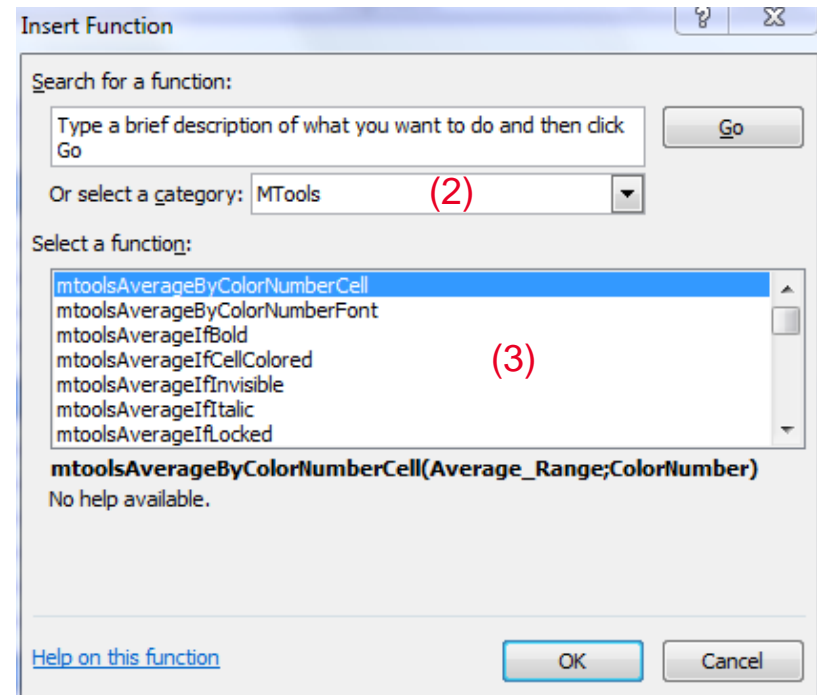 Insert Function
Search for a function:
Type a brief description of what you want to do and then click
Go
Go
Or select a category: MTools (2)
Select a function:
mtoolsAverageByColorNumberCell
mtoolsAverageByColorNumberFont
mtoolsAverageIfBold
mtoolsAverageIfCellColored
(3)
mtoolsAverageIfInvisible
mtoolsAverageIfItalic
mtoolsAverageIfLocked
mtoolsAverageByColorNumberCell(Average_Range;ColorNumber)
No help available.
Help on this function
OK
Cancel